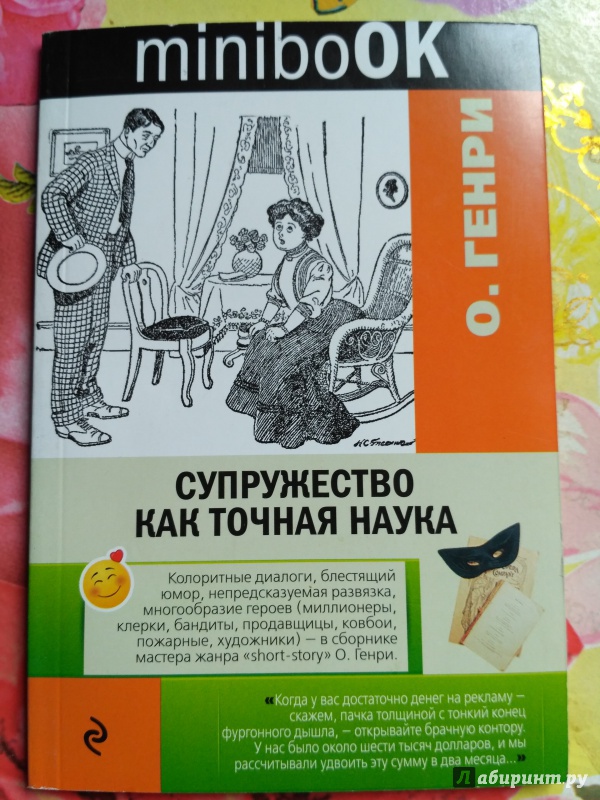 miniboOK
О. ГЕНРИ
СУПРУЖЕСТВО
КАК ТОЧНАЯ НАУКА
Колоритные диалоги, блестящий
юмор, непредсказуемая развязка,
многообразие героев (миллионеры,
клерки, бандиты, продавщицы, ковбои,
пожарные, художники) – в сборнике
мастера жанра «short-story» О. Генри.
«Когда у вас достаточно денег на рекламу –
скажем, пачка толщиной с тонкий конец
фургонного дышла, – открывайте брачную контору.
У нас было около шести тысяч долларов, и мы
рассчитывали удвоить эту сумму в два месяца...»
Лабиринт.ру